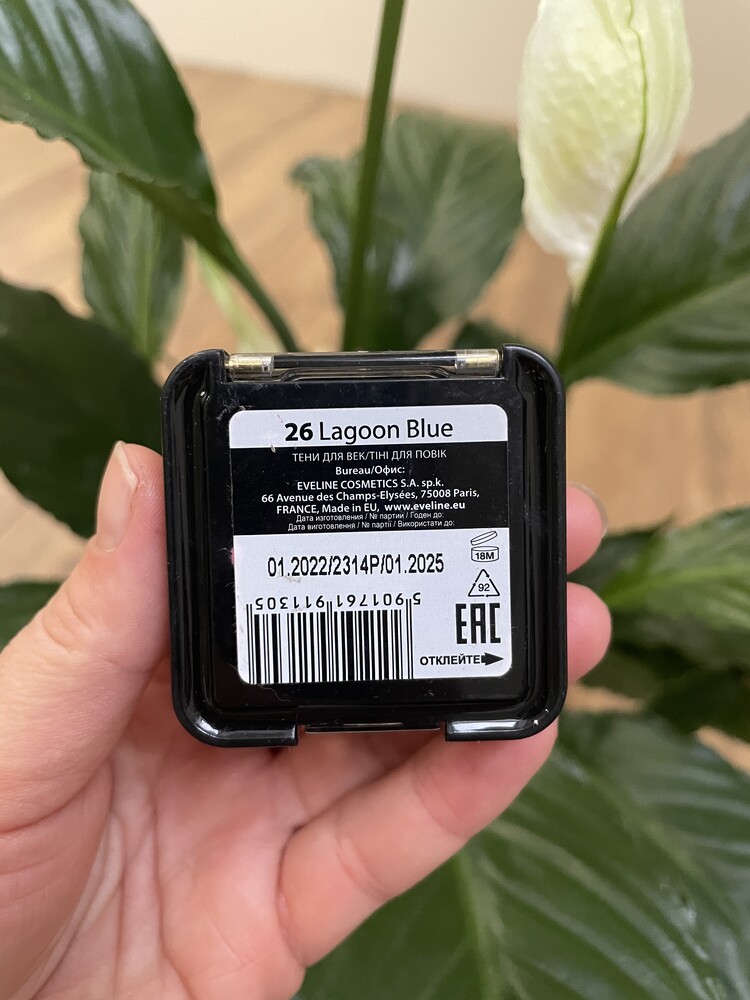 26 Lagoon Blue
ТЕНИ ДЛЯ ВЕК/ТІНІ ДЛЯ ПОВІК
Bureau/Офис:
EVELINE COSMETICS S.A. sp.k.
66 Avenue des Champs-Elysées, 75008 Paris,
FRANCE, Made in EU, www.eveline.eu
Дата изготовления / № партии / Годен до:
Дата виготовлення / № партії / Використати до:
01.2022/2314P/01.2025
18M
92
5 901761 911305
EAC
ОТКЛЕЙТЕ